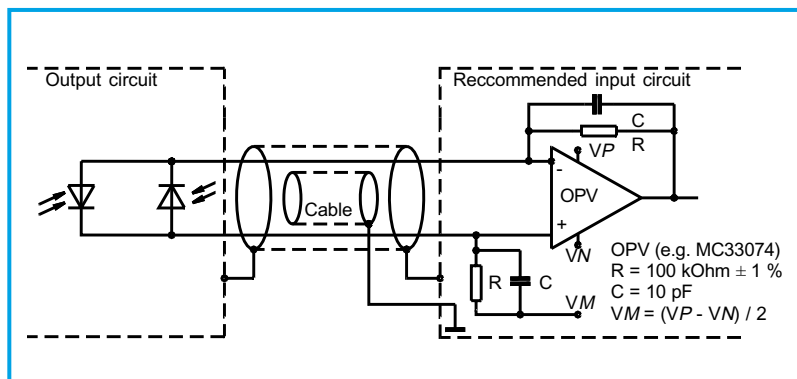 Output circuit
Reccommended input circuit
C
R
VP
-
OPV
Cable
+
VN
R
C
VM
OPV (e.g. MC33074)
R = 100 kOhm ± 1 %
C = 10 pF
VM = (VP - VN) / 2